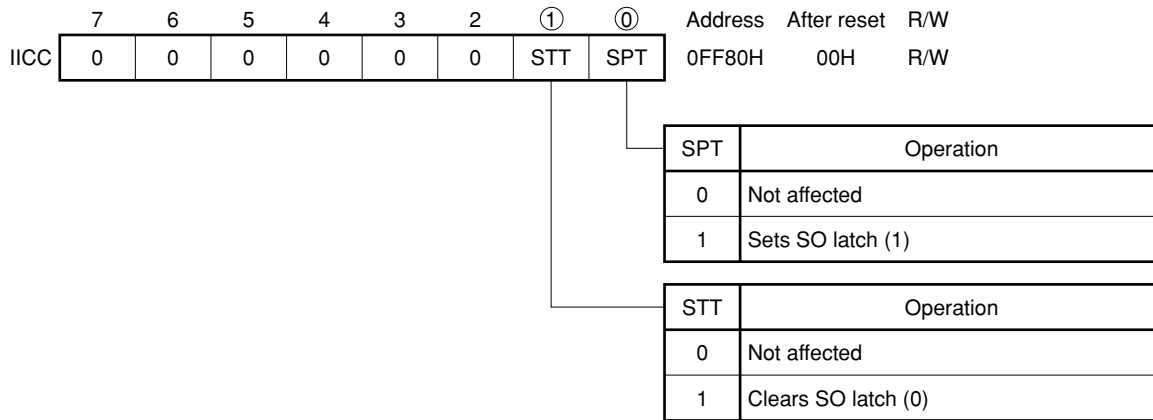 7 6 5 4 3 2 ① ⓪ Address After reset R/W
IICC 0 0 0 0 0 0 STT SPT 0FF80H 00H R/W
SPT Operation
0 Not affected
1 Sets SO latch (1)
STT Operation
0 Not affected
1 Clears SO latch (0)